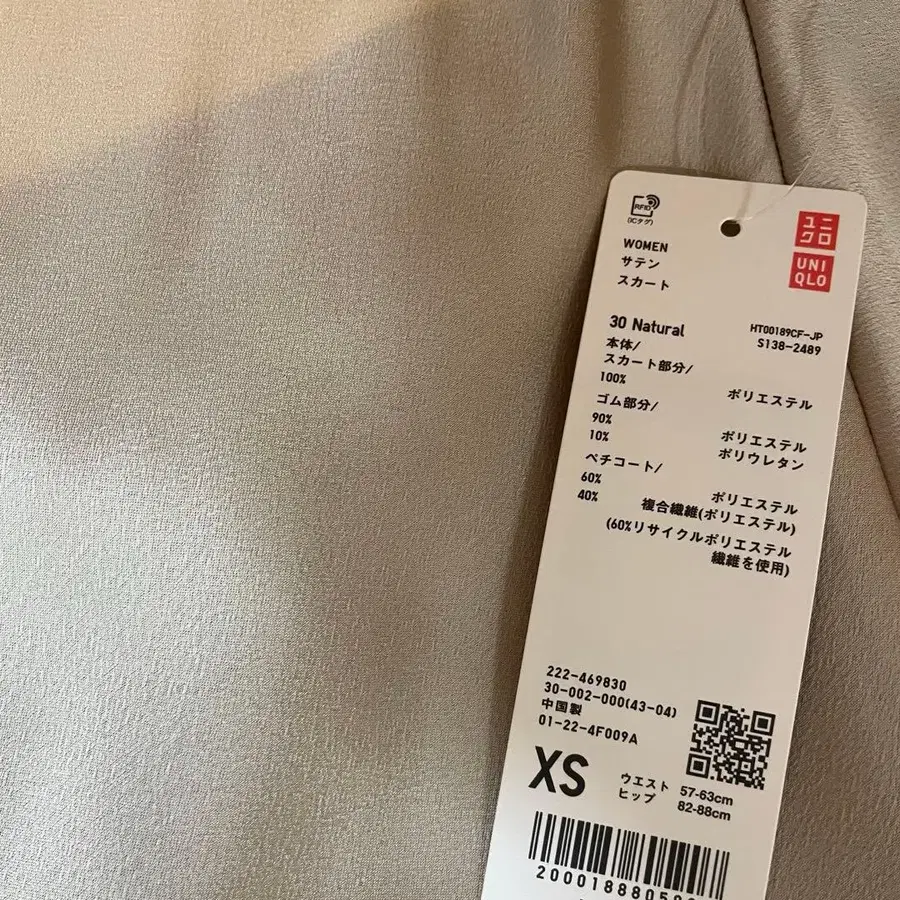 RFID
(ICタグ)
ユニ
クロ
UNI
QLO
WOMEN
サテン
スカート
30 Natural
HT00189CF-JP
S138-2489
本体/
スカート部分/
100% ポリエステル
ゴム部分/
90% ポリエステル
10% ポリウレタン
ペチコート/
60% ポリエステル
40% 複合繊維(ポリエステル)
(60%リサイクルポリエステル
繊維を使用)
222-469830
30-002-000(43-04)
中国製
01-22-4F009A
XS
ウエスト 57-63cm
ヒップ 82-88cm